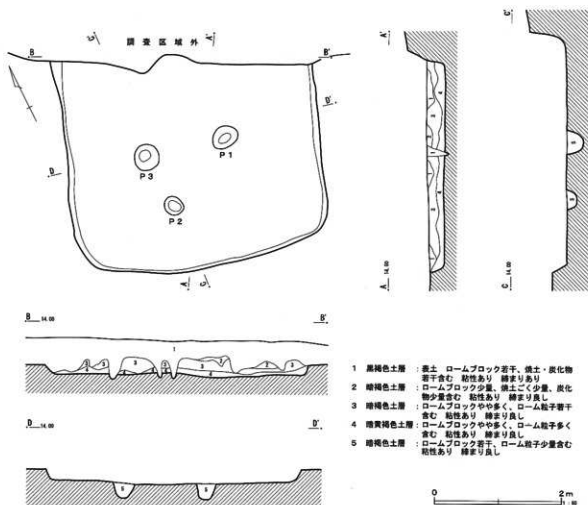 調査区域外
B
C'
A'
B'
D'
P1
P3
D
P2
A
C
A'
C'
A 14.00
C 14.00
B 14.00
B'
D 14.00
D'
1 黒褐色土層 : 表土 ロームブロック若干、焼土・炭化物
若干含む 粘性あり 締まりあり
2 暗褐色土層 : ロームブロック少量、焼土ごく少量、炭化
物少量含む 粘性あり 締まり良し
3 暗褐色土層 : ロームブロックやや多く、ローム粒子若干
含む 粘性あり 締まり良し
4 暗黄褐色土層 : ロームブロックやや多く、ローム粒子多く
含む 粘性あり 締まり良し
5 暗褐色土層 : ロームブロック若干、ローム粒子少量含む
粘性あり 締まり良し
0 2m